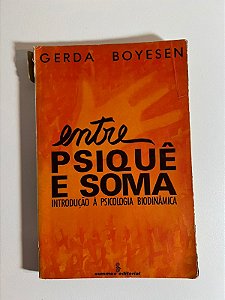 GERDA BOYESEN
entre
PSIQUÊ
E SOMA
INTRODUÇÃO À PSICOLOGIA BIODINÂMICA
summus editorial